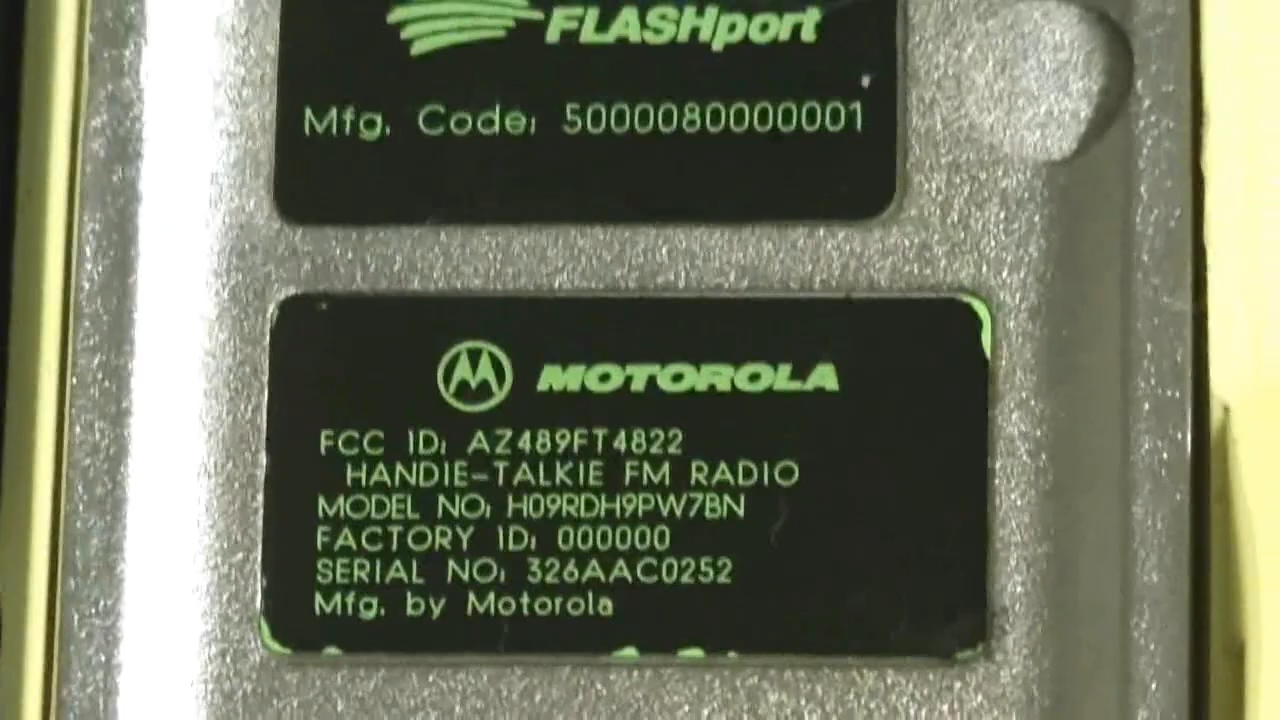 FLASHport
Mfg. Code: 5000080000001
MOTOROLA
FCC ID: AZ489FT4822
HANDIE-TALKIE FM RADIO
MODEL NO: H09RDH9PW7BN
FACTORY ID: 000000
SERIAL NO: 326AAC0252
Mfg. by Motorola